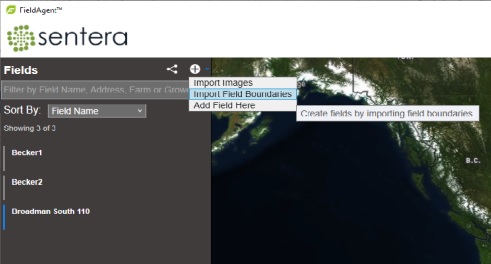 FieldAgent™
sentera
Fields
Filter by Field Name, Address, Farm or Grow
Sort By: Field Name
Showing 3 of 3
Becker1
Becker2
Broadman South 110
Import Images
Import Field Boundaries
Add Field Here
Create fields by importing field boundaries
B.C.